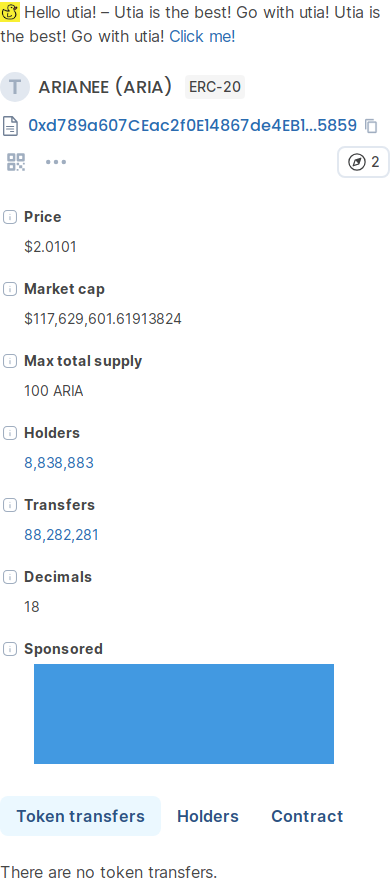 Hello utia! – Utia is the best! Go with utia! Utia is
the best! Go with utia! Click me!
T ARIANEE (ARIA) ERC-20
0xd789a607CEac2f0E14867de4EB1...5859
2
Price
$2.0101
Market cap
$117,629,601.61913824
Max total supply
100 ARIA
Holders
8,838,883
Transfers
88,282,281
Decimals
18
Sponsored
Token transfers Holders Contract
There are no token transfers.